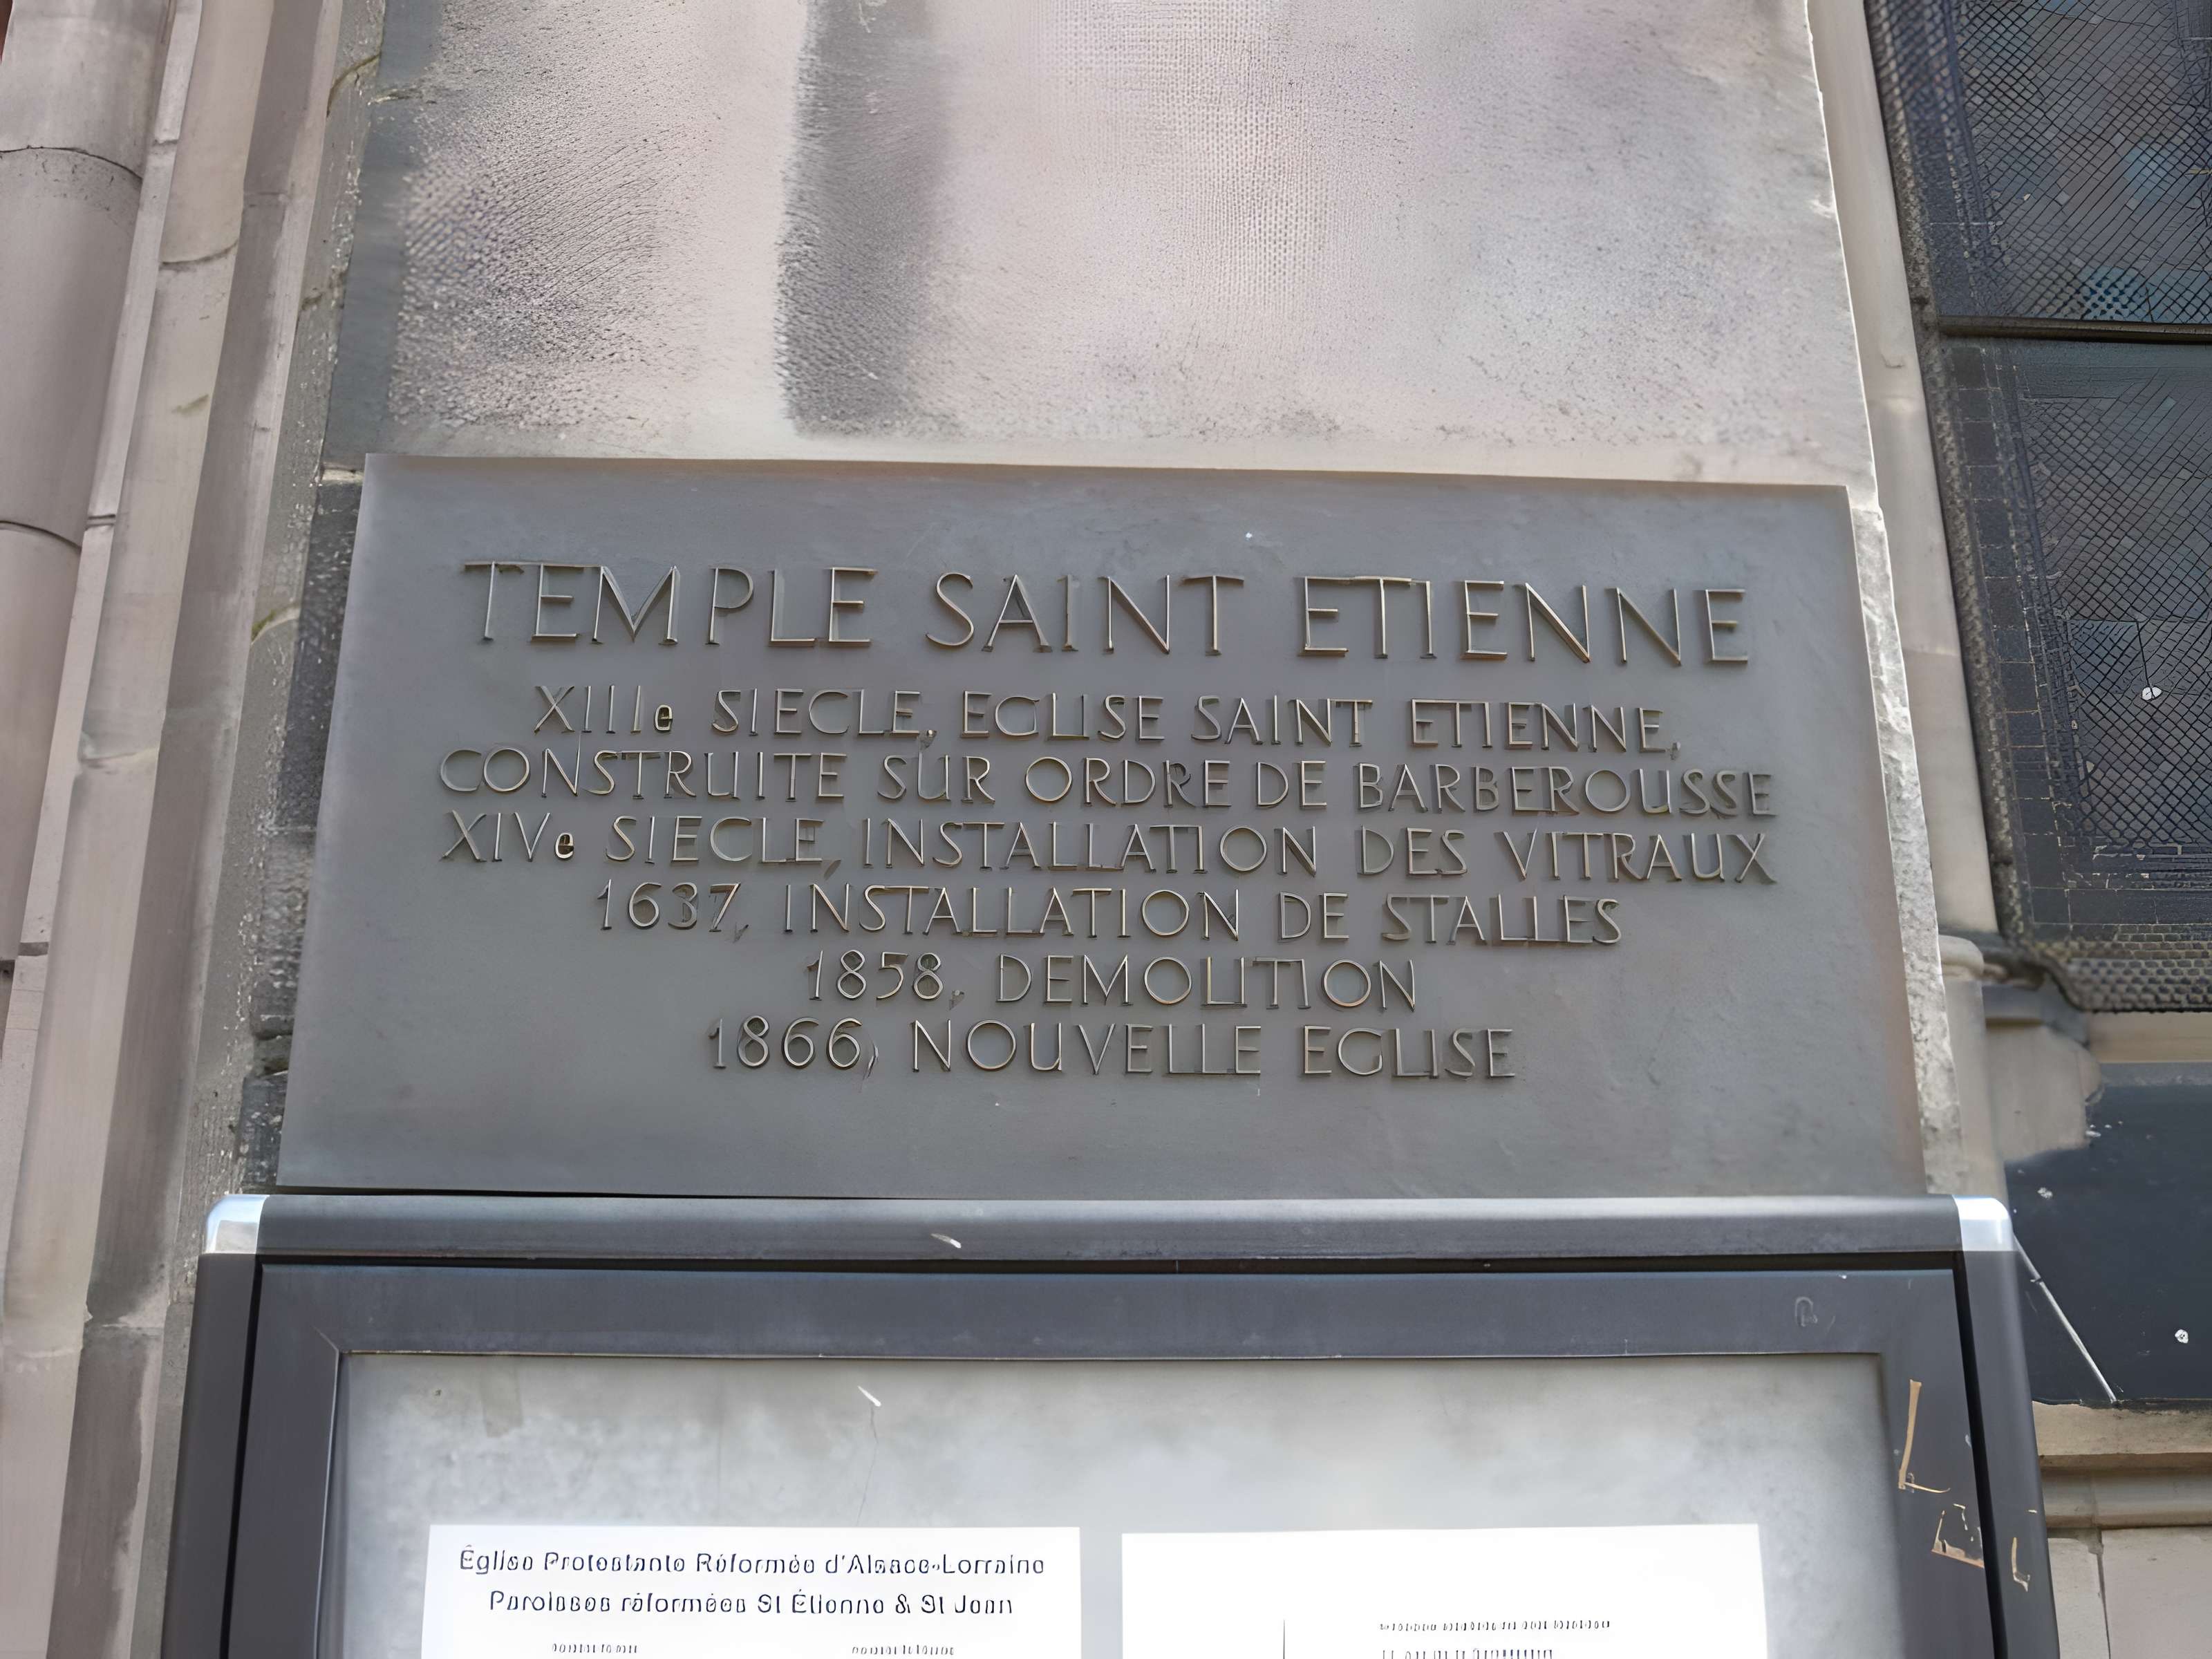 TEMPLE SAINT ETIENNE
XIIIe SIECLE, EGLISE SAINT ETIENNE,
CONSTRUITE SUR ORDRE DE BARBEROUSSE
XIVe SIECLE, INSTALLATION DES VITRAUX
1637, INSTALLATION DE STALLES
1858, DEMOLITION
1866, NOUVELLE EGLISE
Église Protestante Réformée d'Alsace-Lorraine
Paroisses réformées St Étienne & St Jean